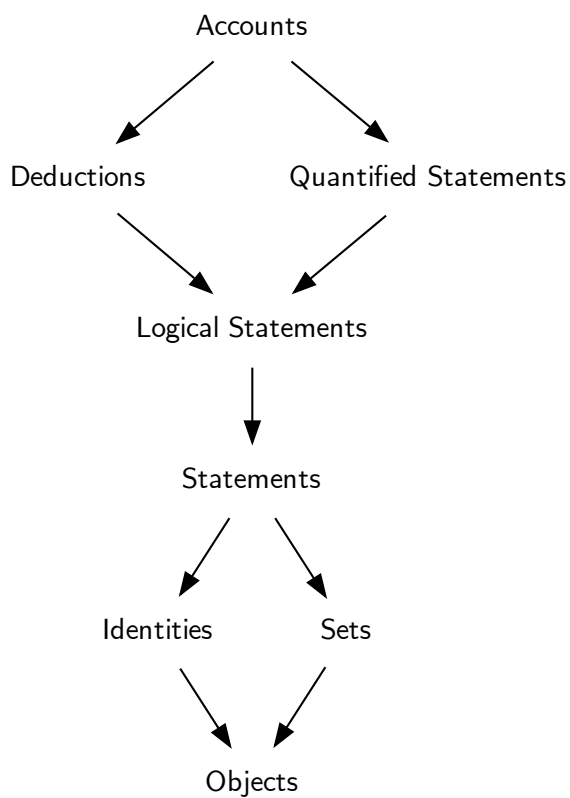 Accounts
Deductions
Quantified Statements
Logical Statements
Statements
Identities
Sets
Objects